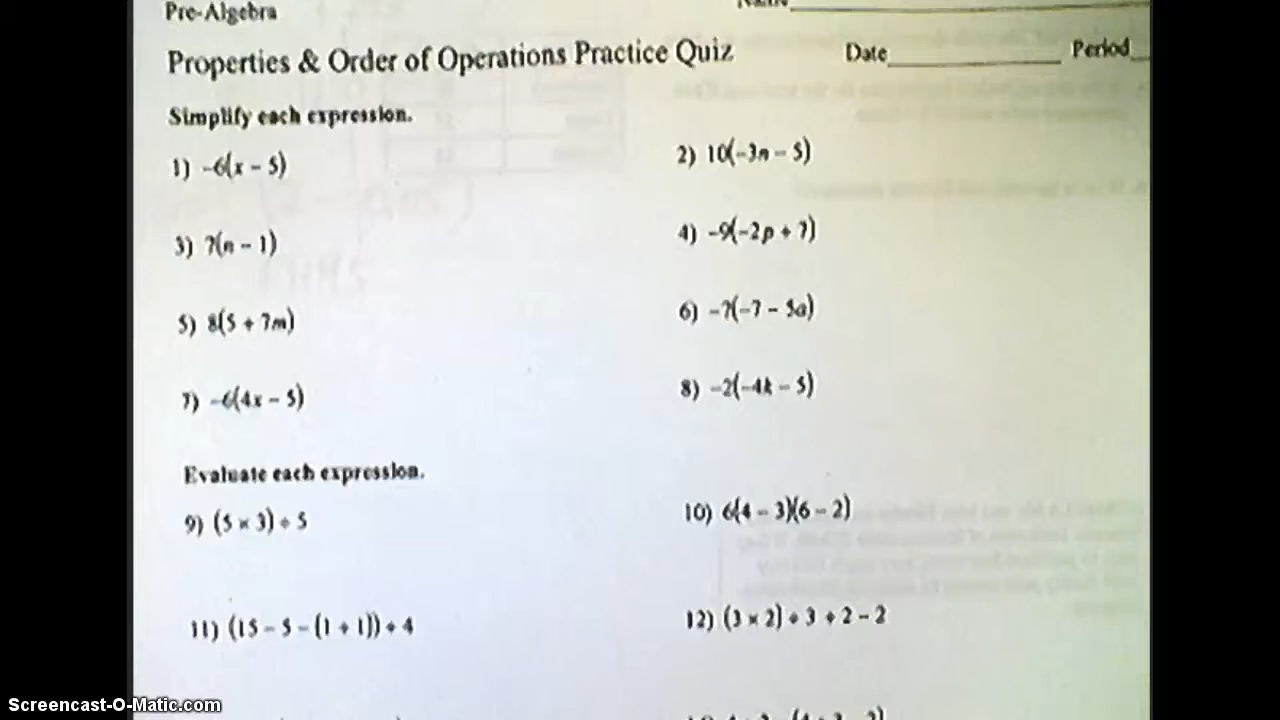 Pre-Algebra
Properties & Order of Operations Practice Quiz Date Period
Simplify each expression.
1) -6(x - 5) 2) 10(-3n - 5)
3) 7(n - 1) 4) -9(-2p + 7)
5) 8(5 + 7m) 6) -7(-7 - 5a)
7) -6(4x - 5) 8) -2(-4k - 5)
Evaluate each expression.
9) (5 × 3) ÷ 5 10) 6(4 - 3)(6 - 2)
11) (15 - 5 - (1 + 1)) ÷ 4 12) (3 × 2) ÷ 3 + 2 - 2
Screencast-O-Matic.com